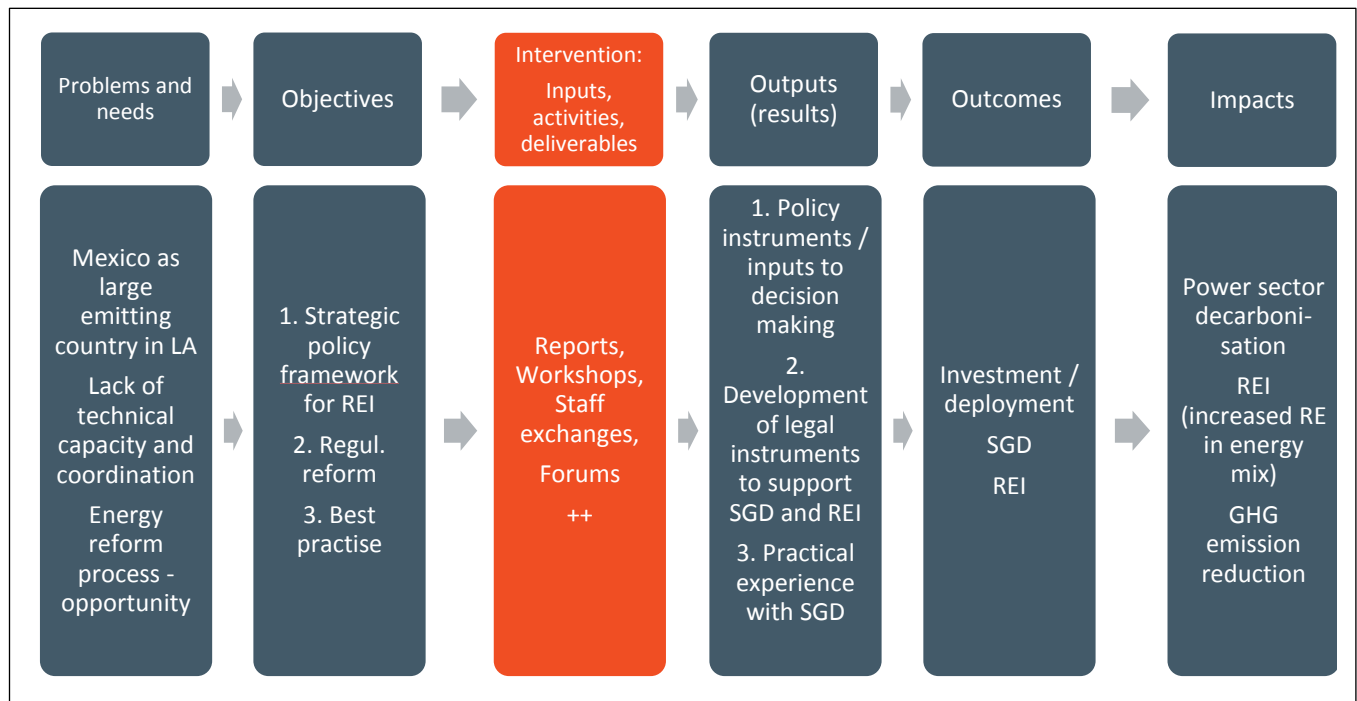 Problems and
needs
Objectives
Intervention:
Inputs,
activities,
deliverables
Outputs
(results)
Outcomes
Impacts
Mexico as
large
emitting
country in LA
Lack of
technical
capacity and
coordination
Energy
reform
process -
opportunity
1. Strategic
policy
framework
for REI
2. Regul.
reform
3. Best
practise
Reports,
Workshops,
Staff
exchanges,
Forums
++
1. Policy
instruments /
inputs to
decision
making
2.
Development
of legal
instruments
to support
SGD and REI
3. Practical
experience
with SGD
Investment /
deployment
SGD
REI
Power sector
decarboni-
sation
REI
(increased RE
in energy
mix)
GHG
emission
reduction